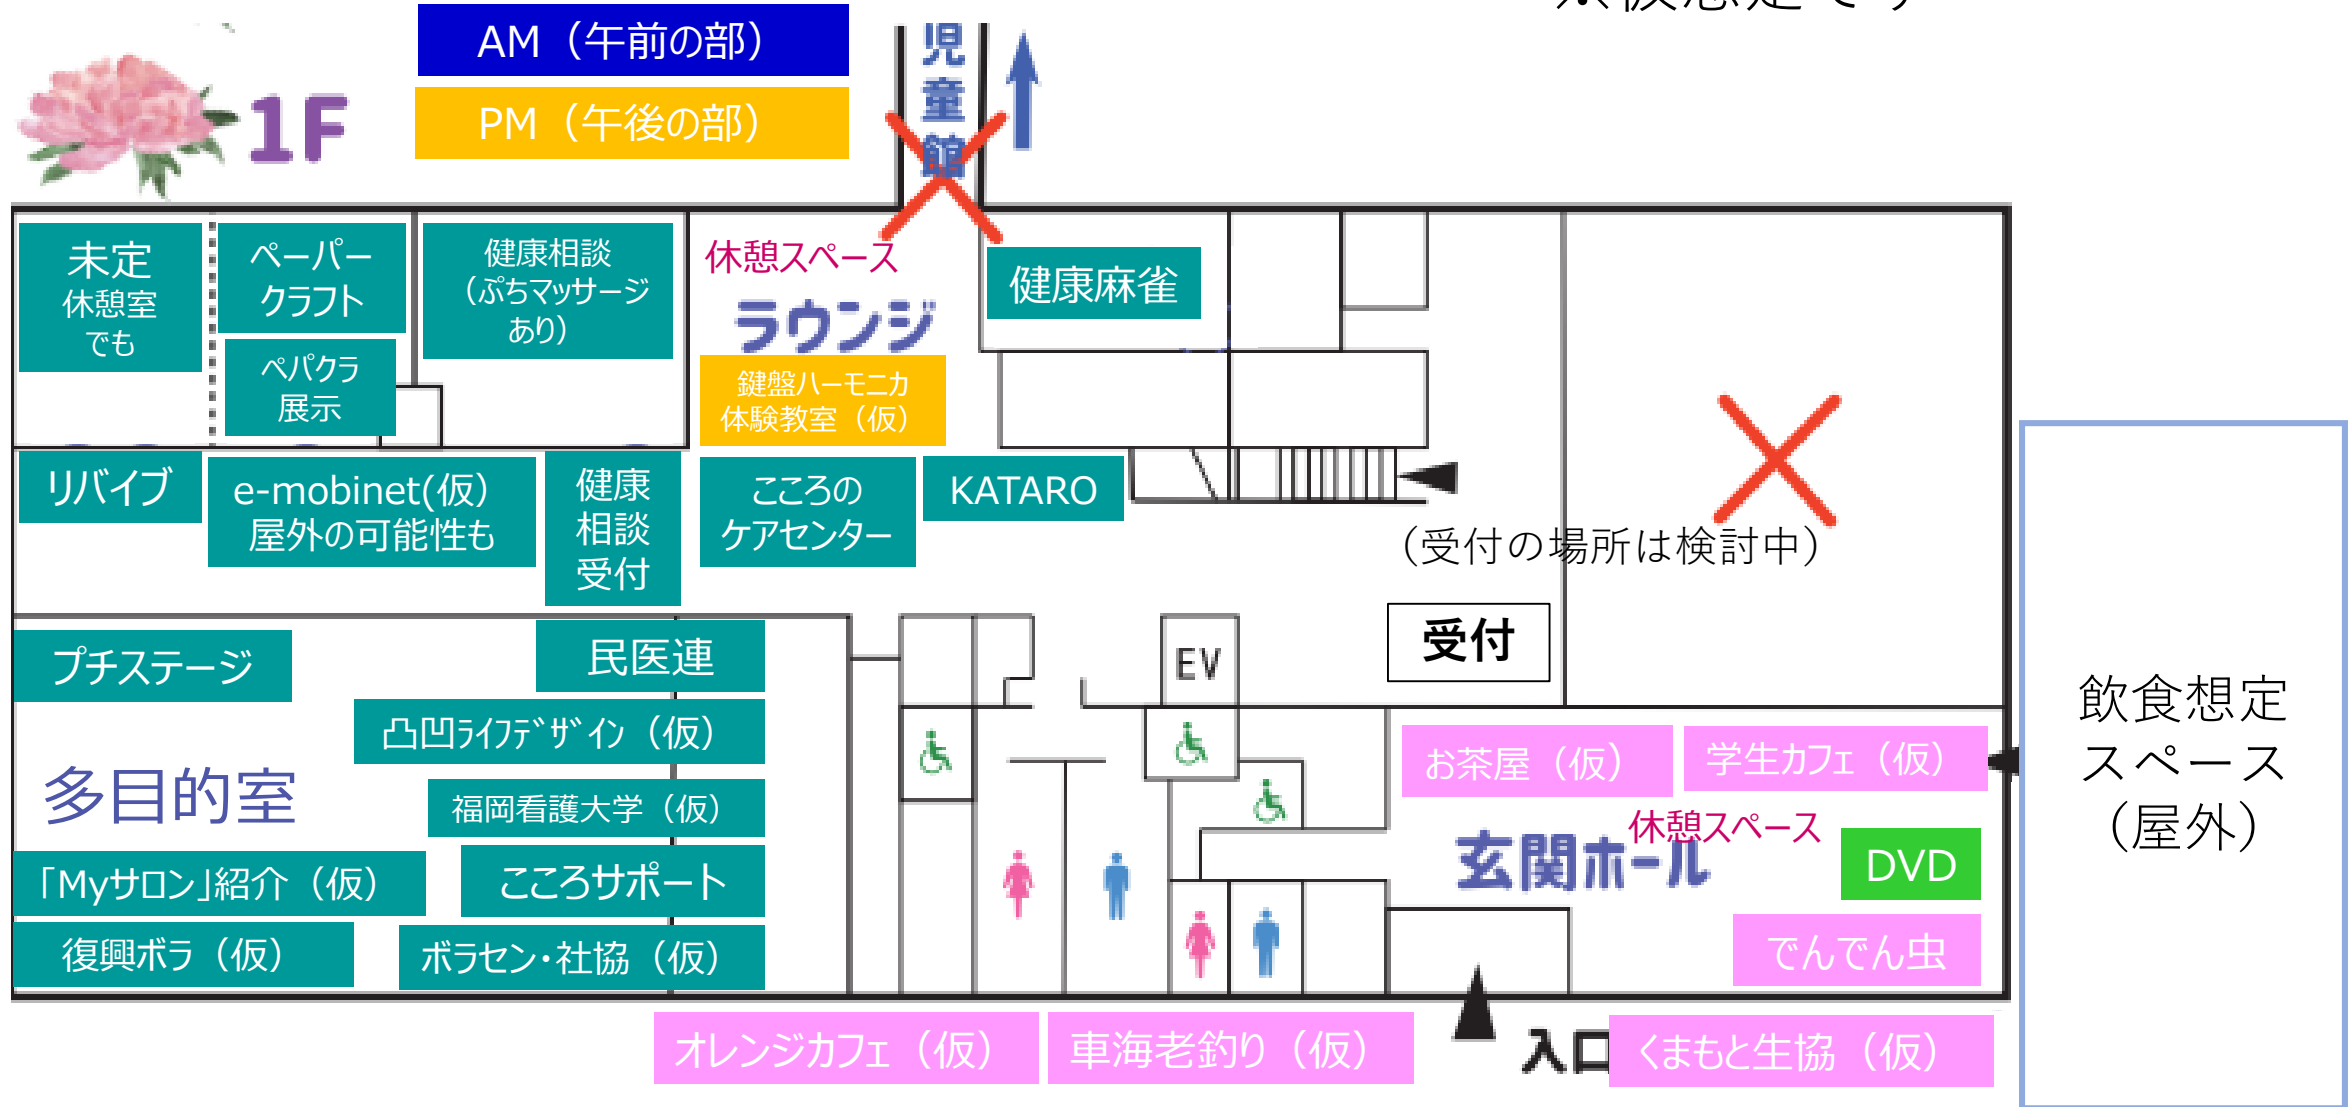 ※仮想定です
AM（午前の部）
PM（午後の部）
1F
児童館
未定
休憩室
でも
ペーパー
クラフト
ペパクラ
展示
健康相談
（ぷちマッサージ
あり）
休憩スペース
ラウンジ
鍵盤ハーモニカ
体験教室（仮）
健康麻雀
リバイブ
e-mobinet(仮）
屋外の可能性も
健康
相談
受付
こころの
ケアセンター
KATARO
（受付の場所は検討中）
受付
プチステージ
民医連
凸凹ﾗｲﾌﾃﾞｻﾞｲﾝ（仮）
多目的室
福岡看護大学（仮）
「Myサロン」紹介（仮）
こころサポート
復興ボラ（仮）
ボラセン・社協（仮）
EV
お茶屋（仮）
学生カフェ（仮）
休憩スペース
玄関ホール
DVD
でんでん虫
飲食想定
スペース
（屋外）
オレンジカフェ（仮）
車海老釣り（仮）
入口
くまもと生協（仮）